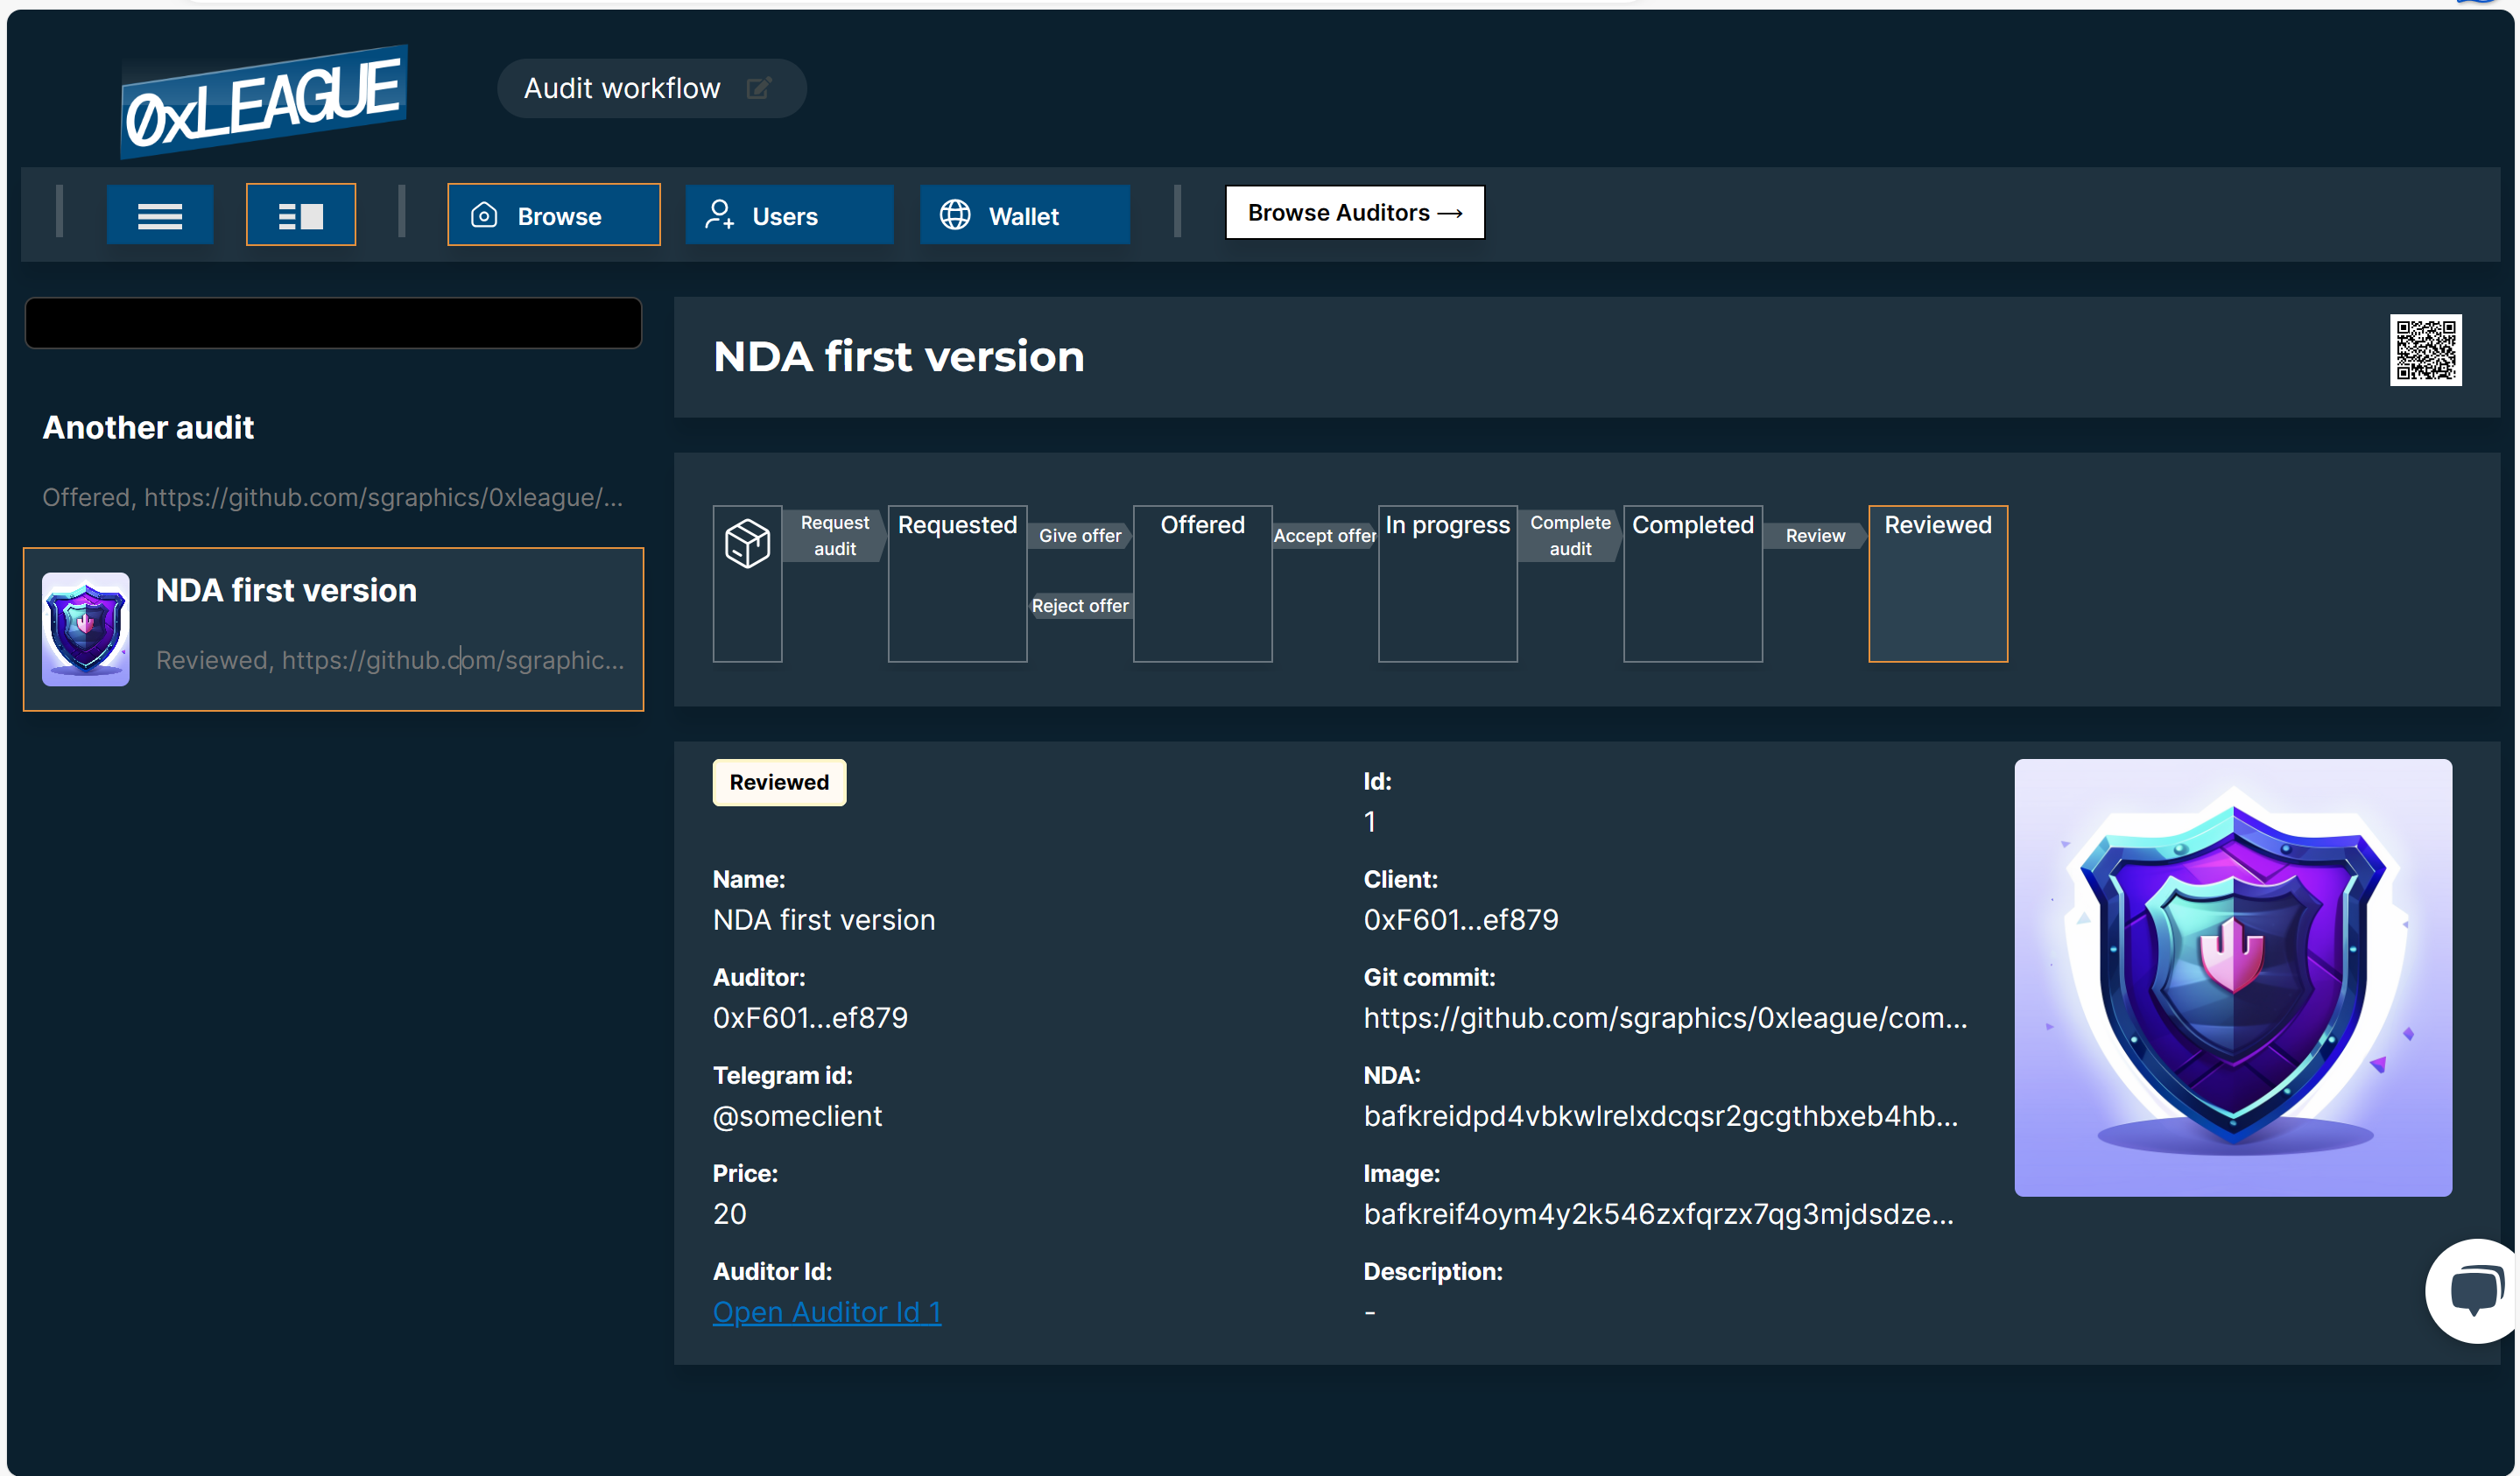 0xLEAGUE
Audit workflow
Browse
Users
Wallet
Browse Auditors →
Another audit
Offered, https://github.com/sgraphics/0xleague/...
NDA first version
Reviewed, https://github.com/sgraphic...
NDA first version
Request
audit
Requested
Give offer
Reject offer
Offered
Accept offer
In progress
Complete
audit
Completed
Review
Reviewed
Reviewed
Id:
1
Name:
NDA first version
Client:
0xF601...ef879
Auditor:
0xF601...ef879
Git commit:
https://github.com/sgraphics/0xleague/com...
Telegram id:
@someclient
NDA:
bafkreidpd4vbkwlrelxdcqsr2gcgthbxeb4hb...
Price:
20
Image:
bafkreif4oym4y2k546zxfqrzx7qg3mjdsdze...
Auditor Id:
Open Auditor Id 1
Description:
-